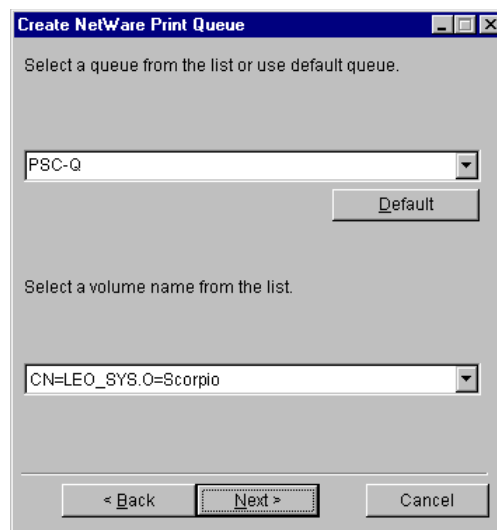 Create NetWare Print Queue
Select a queue from the list or use default queue.
PSC-Q
Default
Select a volume name from the list.
CN=LEO_SYS.O=Scorpio
< Back
Next >
Cancel